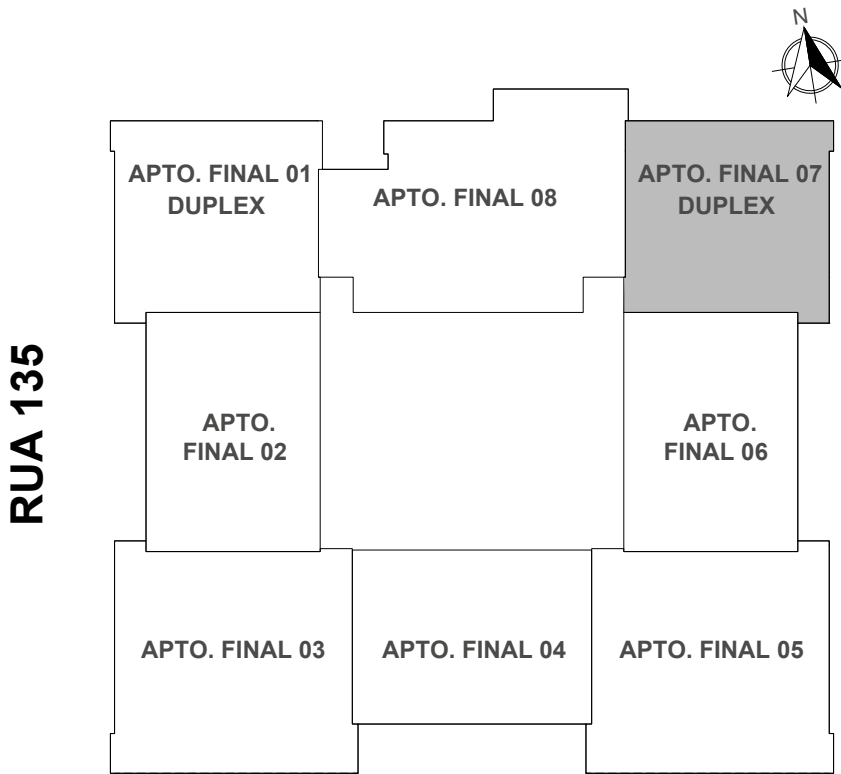 N
APTO. FINAL 01
DUPLEX
APTO. FINAL 08
APTO. FINAL 07
DUPLEX
RUA 135
APTO.
FINAL 02
APTO.
FINAL 06
APTO. FINAL 03
APTO. FINAL 04
APTO. FINAL 05